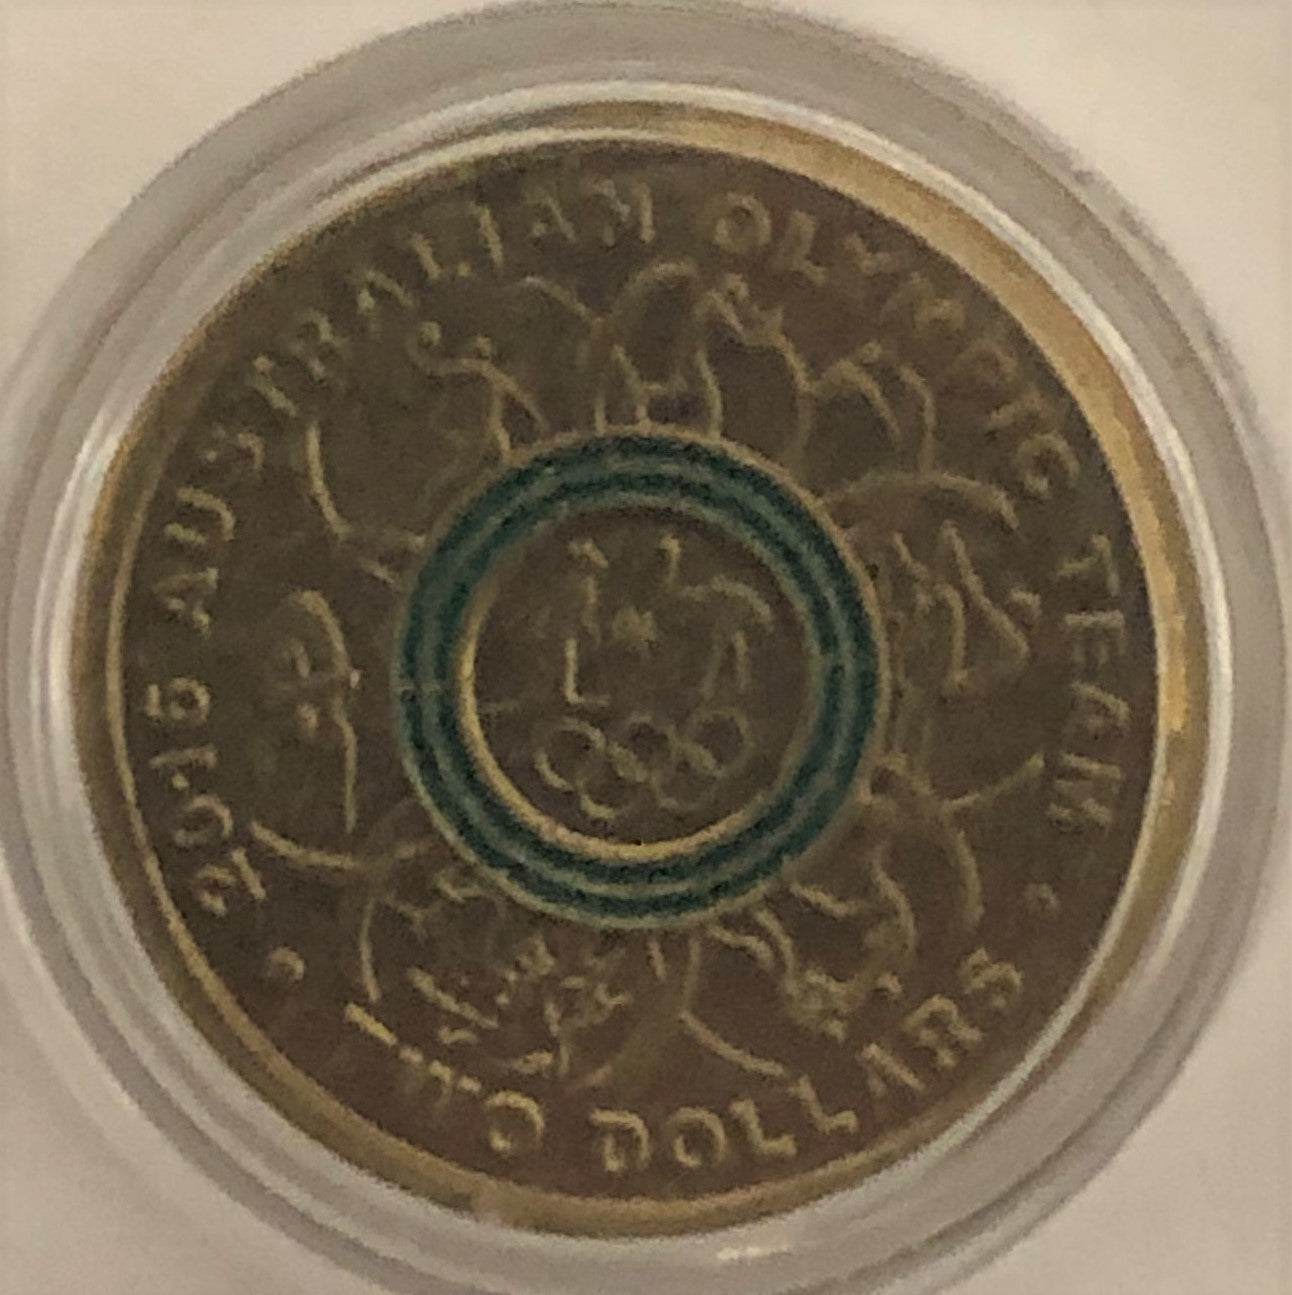 2016 AUSTRALIAN OLYMPIC TEAM
TWO DOLLARS